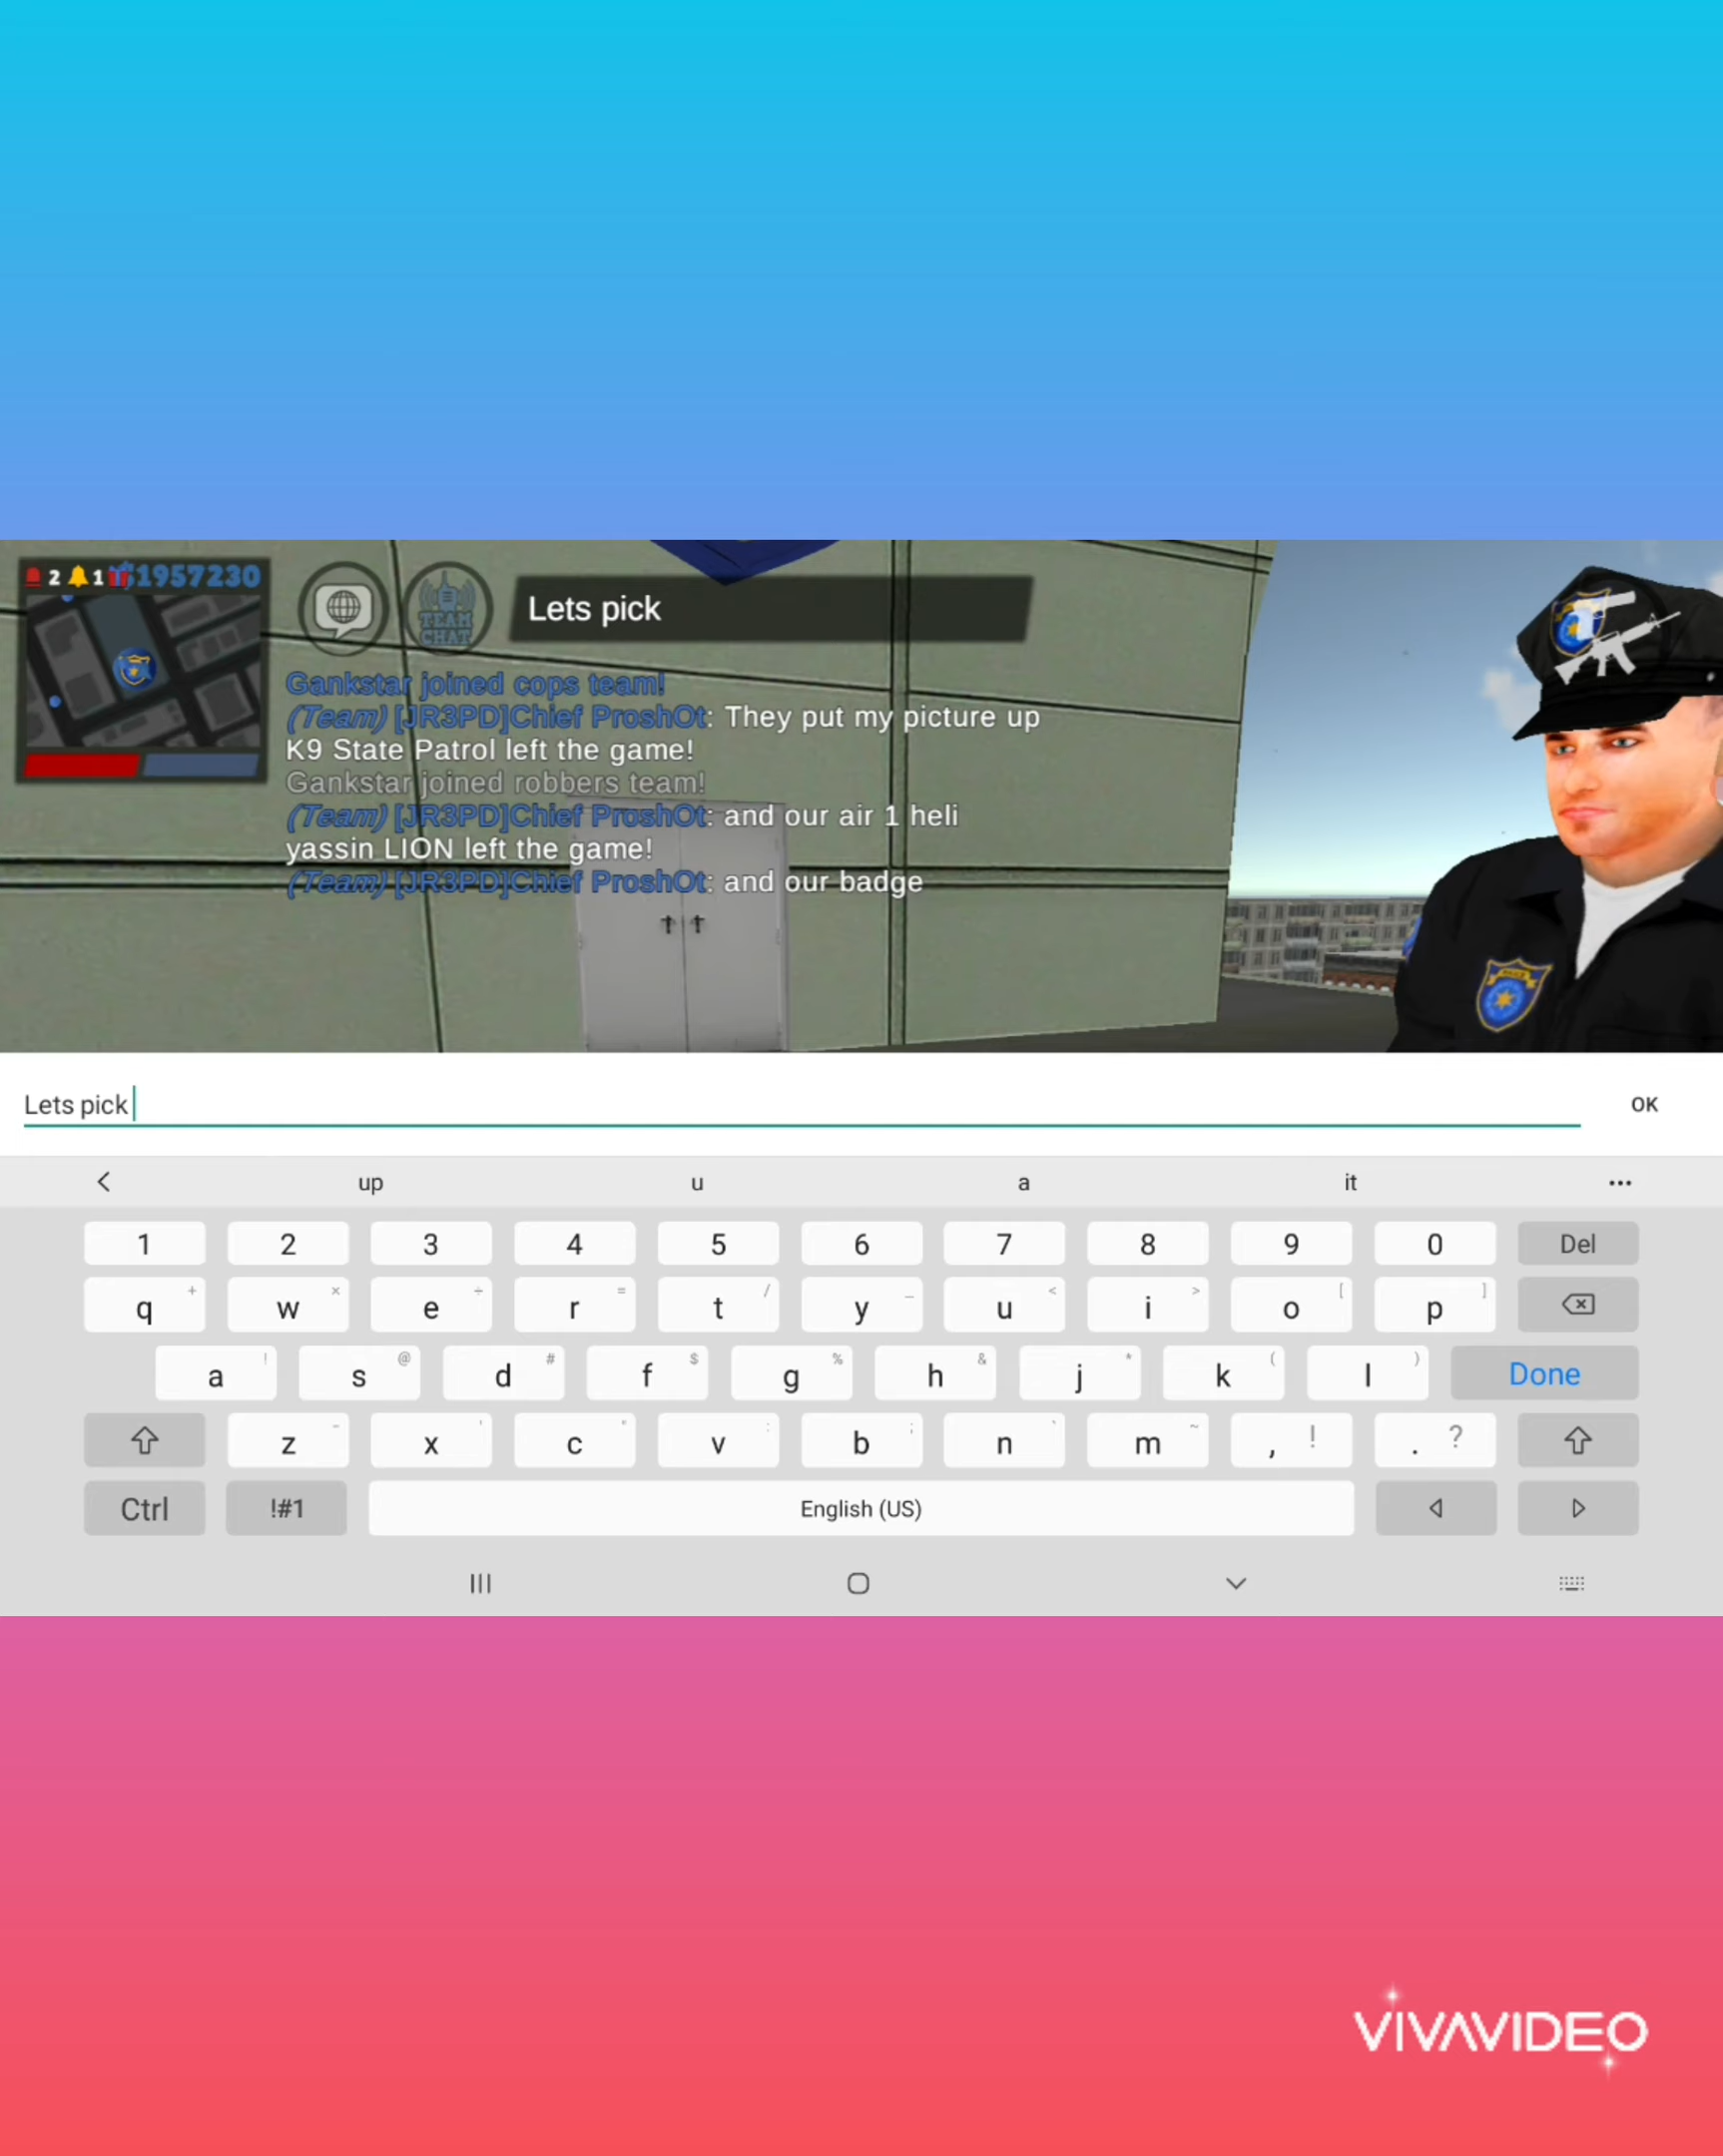 2 1 $1957230
TEAM CHAT
Lets pick
Gankstar joined cops team!
(Team) [JR3PD]Chief ProshOt: They put my picture up
K9 State Patrol left the game!
Gankstar joined robbers team!
(Team) [JR3PD]Chief ProshOt: and our air 1 heli
yassin LION left the game!
(Team) [JR3PD]Chief ProshOt: and our badge
Lets pick OK
up u a it
1 2 3 4 5 6 7 8 9 0 Del
q w e r t y u i o p
a s d f g h j k l Done
z x c v b n m , ! . ?
Ctrl !#1 English (US)
VIVAVIDEO